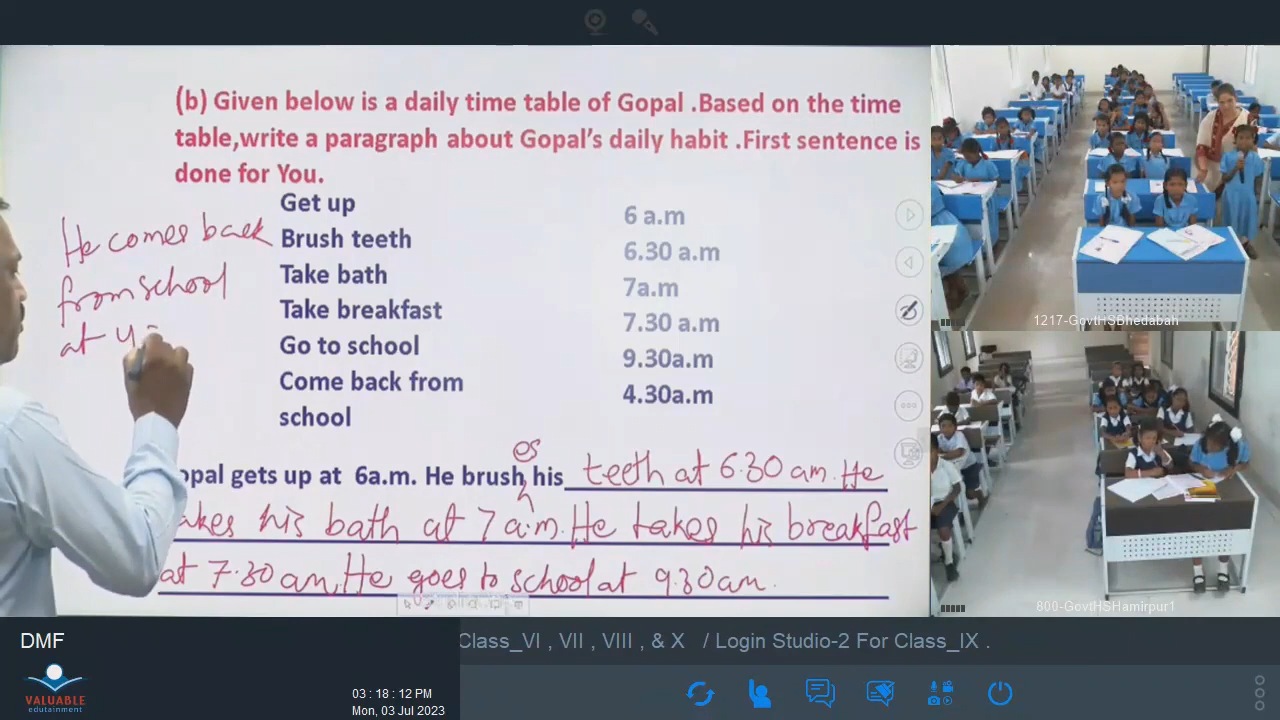 (b) Given below is a daily time table of Gopal .Based on the time
table,write a paragraph about Gopal's daily habit .First sentence is
done for You.
Get up 6 a.m
Brush teeth 6.30 a.m
Take bath 7a.m
Take breakfast 7.30 a.m
Go to school 9.30a.m
Come back from 4.30a.m
school
He comes back
from school
at 4
es
opal gets up at 6a.m. He brush his teeth at 6.30 am. He
akes his bath at 7 a.m. He takes his breakfast
at 7.30 am, He goes to school at 9.30 am.
1217-GovtHSBhedabah
800-GovtHSHamirpur1
DMF
Class_VI , VII , VIII , & X / Login Studio-2 For Class_IX .
VALUABLE
edutainment
03 : 18 : 12 PM
Mon, 03 Jul 2023